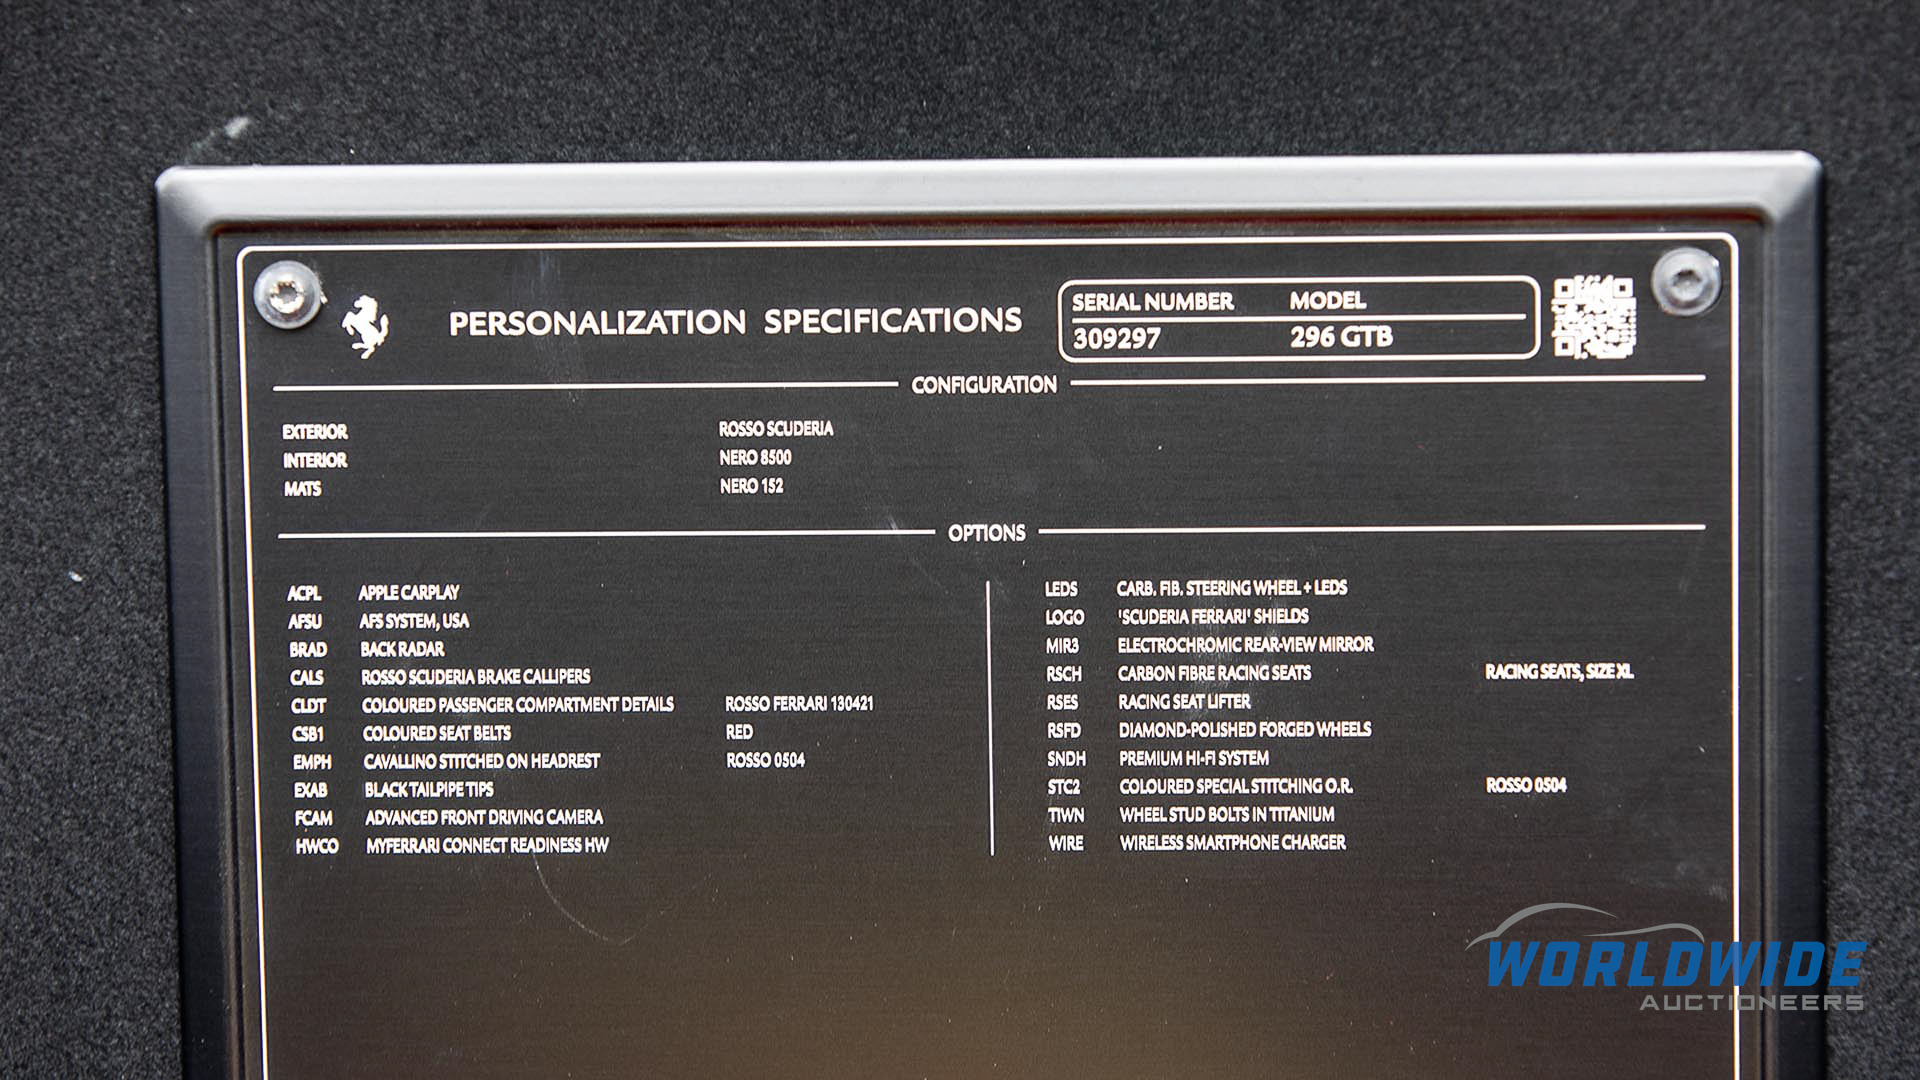 PERSONALIZATION SPECIFICATIONS
SERIAL NUMBER MODEL
309297 296 GTB
CONFIGURATION
EXTERIOR ROSSO SCUDERIA
INTERIOR NERO 8500
MATS NERO 152
OPTIONS
ACPL APPLE CARPLAY
AFSU AFS SYSTEM, USA
BRAD BACK RADAR
CALS ROSSO SCUDERIA BRAKE CALLIPERS
CLDT COLOURED PASSENGER COMPARTMENT DETAILS ROSSO FERRARI 130421
CSB1 COLOURED SEAT BELTS RED
EMPH CAVALLINO STITCHED ON HEADREST ROSSO 0504
EXAB BLACK TAILPIPE TIPS
FCAM ADVANCED FRONT DRIVING CAMERA
HWCO MYFERRARI CONNECT READINESS HW
LEDS CARB. FIB. STEERING WHEEL + LEDS
LOGO 'SCUDERIA FERRARI' SHIELDS
MIR3 ELECTROCHROMIC REAR-VIEW MIRROR
RSCH CARBON FIBRE RACING SEATS RACING SEATS, SIZE XL
RSES RACING SEAT LIFTER
RSFD DIAMOND-POLISHED FORGED WHEELS
SNDH PREMIUM HI-FI SYSTEM
STC2 COLOURED SPECIAL STITCHING O.R. ROSSO 0504
TIWN WHEEL STUD BOLTS IN TITANIUM
WIRE WIRELESS SMARTPHONE CHARGER
WORLDWIDE
AUCTIONEERS